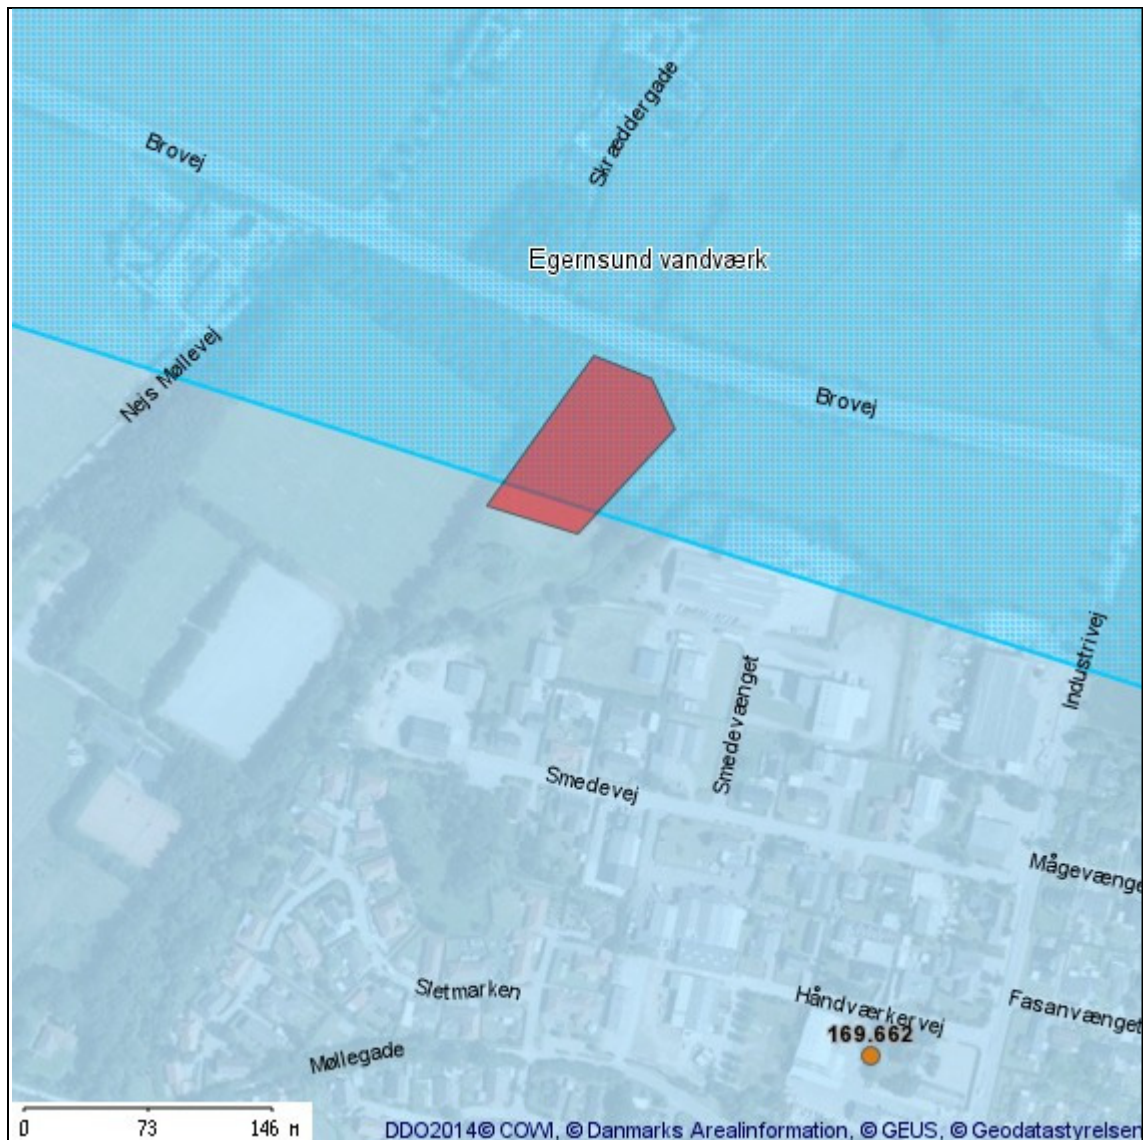 Skræddergade
Brovej
Egernsund vandværk
Nejs Møllevej
Brovej
Industrivej
Smedevænget
Smedevej
Mågevænge
Sletmarken
Håndværkervej
Fasanvænget
169.662
Møllegade
0 73 146 m
DDO2014© COWI, © Danmarks Arealinformation, © GEUS, © Geodatastyrelsen